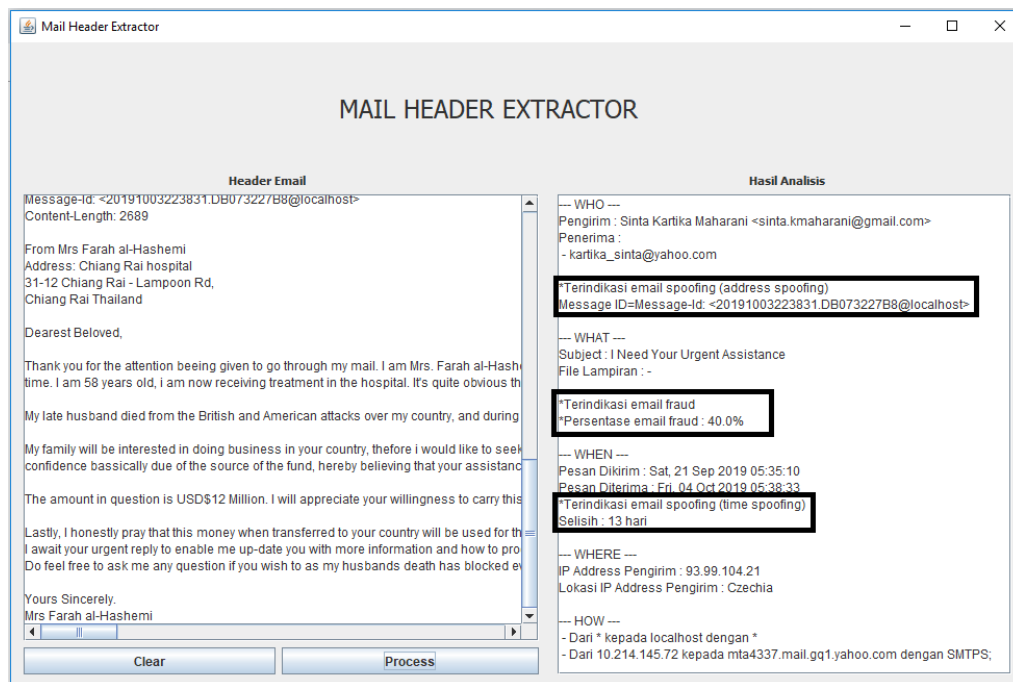 Mail Header Extractor
MAIL HEADER EXTRACTOR
Header Email
Message-Id: <20191003223831.DB073227B8@localhost>
Content-Length: 2689
From Mrs Farah al-Hashemi
Address: Chiang Rai hospital
31-12 Chiang Rai - Lampoon Rd,
Chiang Rai Thailand
Dearest Beloved,
Thank you for the attention beeing given to go through my mail. I am Mrs. Farah al-Hash
time. I am 58 years old, i am now receiving treatment in the hospital. It's quite obvious th
My late husband died from the British and American attacks over my country, and during
My family will be interested in doing business in your country, thefore i would like to seek
confidence bassically due of the source of the fund, hereby believing that your assistanc
The amount in question is USD$12 Million. I will appreciate your willingness to carry this
Lastly, I honestly pray that this money when transferred to your country will be used for th
I await your urgent reply to enable me up-date you with more information and how to pro
Do feel free to ask me any question if you wish to as my husbands death has blocked e
Yours Sincerely.
Mrs Farah al-Hashemi
Clear
Process
Hasil Analisis
--- WHO ---
Pengirim : Sinta Kartika Maharani <sinta.kmaharani@gmail.com>
Penerima :
- kartika_sinta@yahoo.com
*Terindikasi email spoofing (address spoofing)
Message ID=Message-Id: <20191003223831.DB073227B8@localhost>
--- WHAT ---
Subject : I Need Your Urgent Assistance
File Lampiran : -
*Terindikasi email fraud
*Persentase email fraud : 40.0%
--- WHEN ---
Pesan Dikirim : Sat, 21 Sep 2019 05:35:10
Pesan Diterima : Fri, 04 Oct 2019 05:38:33
*Terindikasi email spoofing (time spoofing)
Selisih : 13 hari
--- WHERE ---
IP Address Pengirim : 93.99.104.21
Lokasi IP Address Pengirim : Czechia
--- HOW ---
- Dari * kepada localhost dengan *
- Dari 10.214.145.72 kepada mta4337.mail.gq1.yahoo.com dengan SMTPS;